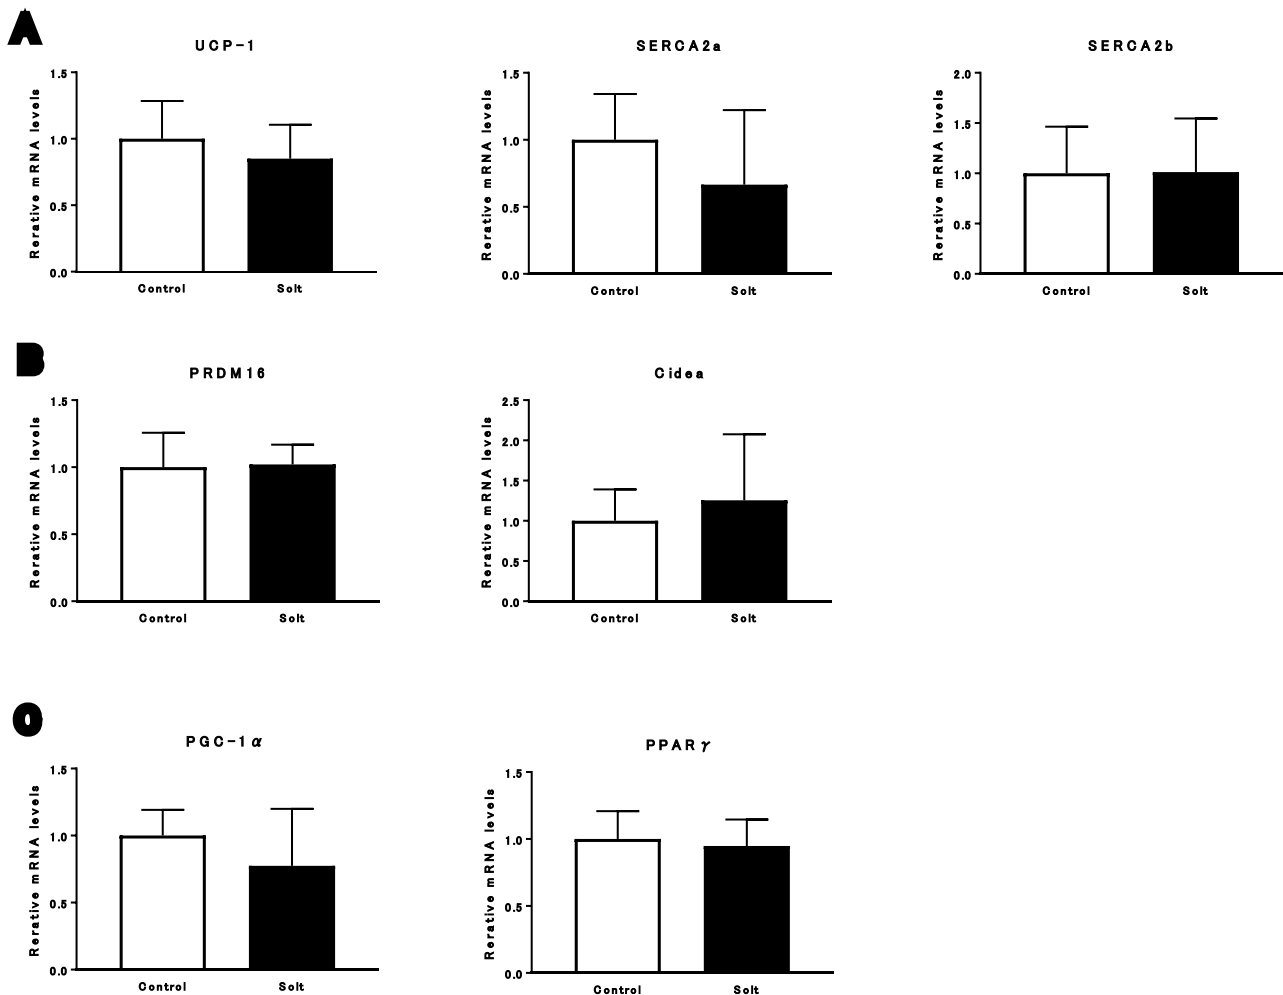 A
UCP-1
Rerative mRNA levels
1.5
1.0
0.5
0.0
Control
Solt
SERCA2a
Rerative mRNA levels
1.5
1.0
0.5
0.0
Control
Solt
SERCA2b
Rerative mRNA levels
2.0
1.5
1.0
0.5
0.0
Control
Solt
B
PRDM16
Rerative mRNA levels
1.5
1.0
0.5
0.0
Control
Solt
Cidea
Rerative mRNA levels
2.5
2.0
1.5
1.0
0.5
0.0
Control
Solt
PGC-1α
Rerative mRNA levels
1.5
1.0
0.5
0.0
Control
Solt
PPARγ
Rerative mRNA levels
1.5
1.0
0.5
0.0
Control
Solt